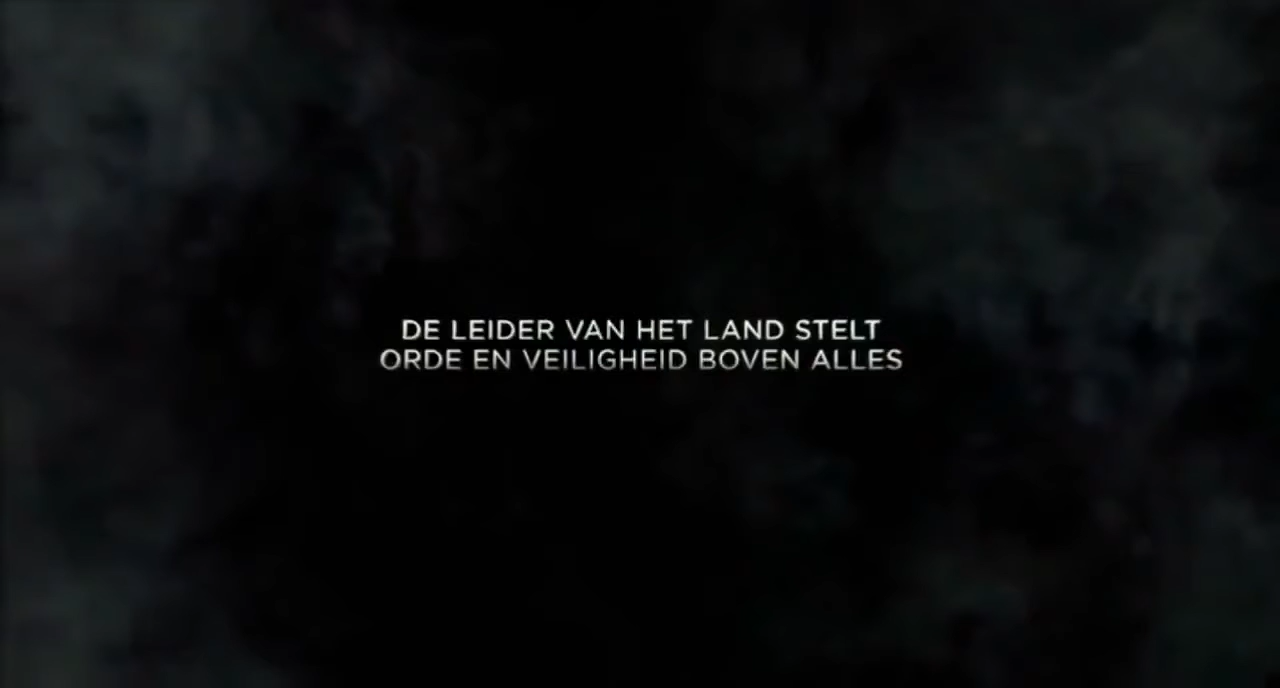 DE LEIDER VAN HET LAND STELT
ORDE EN VEILIGHEID BOVEN ALLES